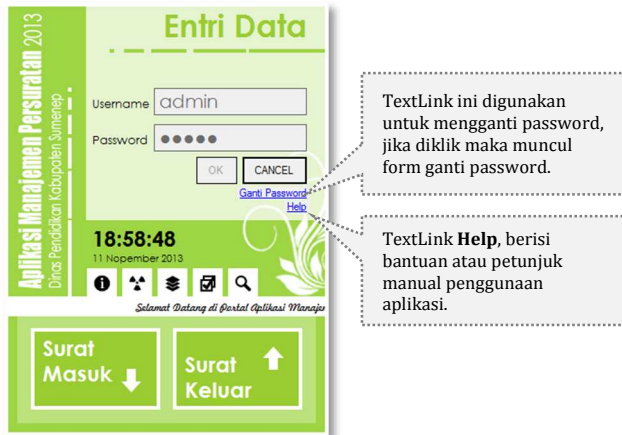 Aplikasi Manajemen Persuratan 2013
Dinas Pendidikan Kabupaten Sumenep
Entri Data
Username admin
Password ●●●●●
OK CANCEL
Ganti Password
Help
18:58:48
11 Nopember 2013
Selamat Datang di Portal Aplikasi Manajem
Surat
Masuk
Surat
Keluar
TextLink ini digunakan
untuk mengganti password,
jika diklik maka muncul
form ganti password.
TextLink Help, berisi
bantuan atau petunjuk
manual penggunaan
aplikasi.